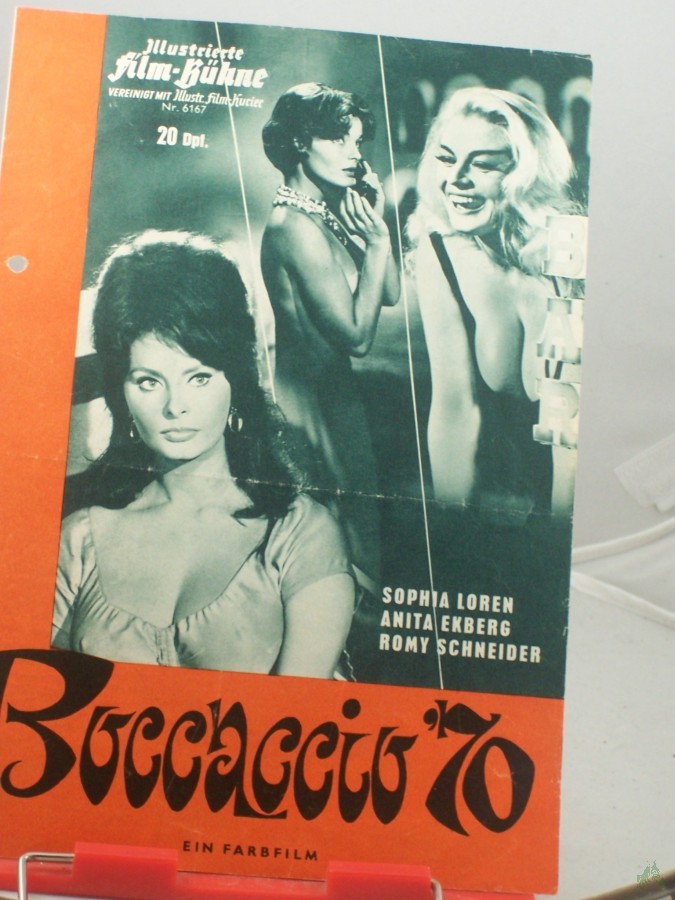 Illustrierte
Film-Bühne
VEREINIGT MIT Illustr. Film-Kurier
Nr. 6167
20 Dpf.
BAR
SOPHIA LOREN
ANITA EKBERG
ROMY SCHNEIDER
Boccaccio '70
EIN FARBFILM